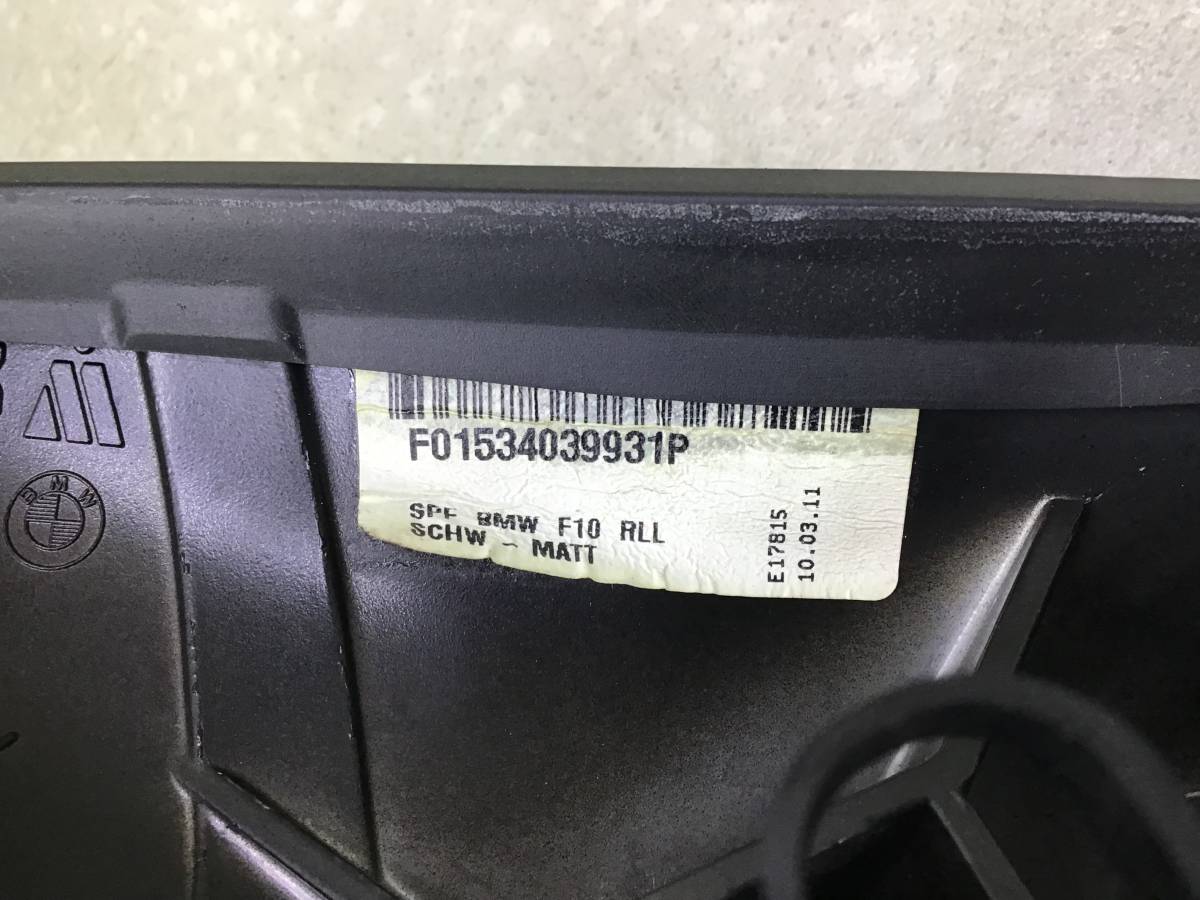 F01534039931P
SPF BMW F10 RLL
SCHW - MATT
E17815
10.03.11
BMW